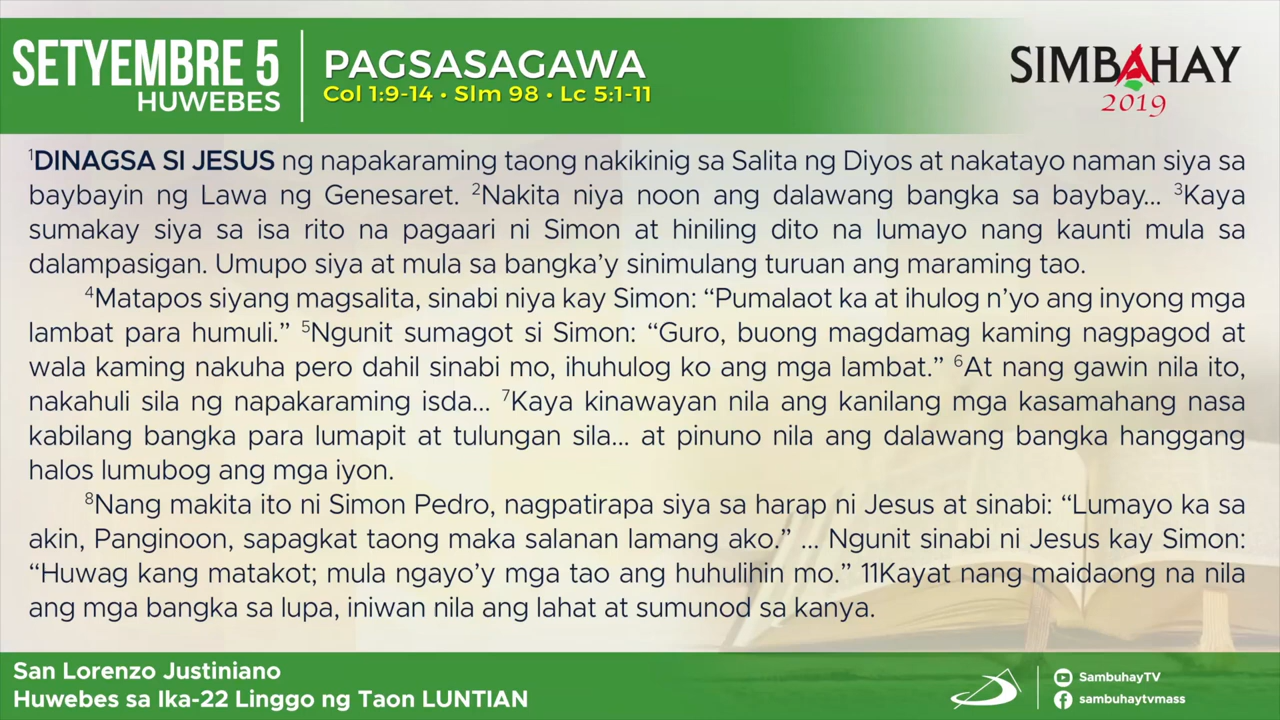 SETYEMBRE 5
HUWEBES
PAGSASAGAWA
Col 1:9-14 • Slm 98 • Lc 5:1-11
SIMBAHAY
2019
¹DINAGSA SI JESUS ng napakaraming taong nakikinig sa Salita ng Diyos at nakatayo naman siya sa
baybayin ng Lawa ng Genesaret. ²Nakita niya noon ang dalawang bangka sa baybay... ³Kaya
sumakay siya sa isa rito na pagaari ni Simon at hiniling dito na lumayo nang kaunti mula sa
dalampasigan. Umupo siya at mula sa bangka’y sinimulang turuan ang maraming tao.
⁴Matapos siyang magsalita, sinabi niya kay Simon: “Pumalaot ka at ihulog n’yo ang inyong mga
lambat para humuli.” ⁵Ngunit sumagot si Simon: “Guro, buong magdamag kaming nagpagod at
wala kaming nakuha pero dahil sinabi mo, ihuhulog ko ang mga lambat.” ⁶At nang gawin nila ito,
nakahuli sila ng napakaraming isda... ⁷Kaya kinawayan nila ang kanilang mga kasamahang nasa
kabilang bangka para lumapit at tulungan sila... at pinuno nila ang dalawang bangka hanggang
halos lumubog ang mga iyon.
⁸Nang makita ito ni Simon Pedro, nagpatirapa siya sa harap ni Jesus at sinabi: “Lumayo ka sa
akin, Panginoon, sapagkat taong maka salanan lamang ako.” ... Ngunit sinabi ni Jesus kay Simon:
“Huwag kang matakot; mula ngayo’y mga tao ang huhulihin mo.” 11Kayat nang maidaong na nila
ang mga bangka sa lupa, iniwan nila ang lahat at sumunod sa kanya.
San Lorenzo Justiniano
Huwebes sa Ika-22 Linggo ng Taon LUNTIAN
SambuhayTV
sambuhaytvmass